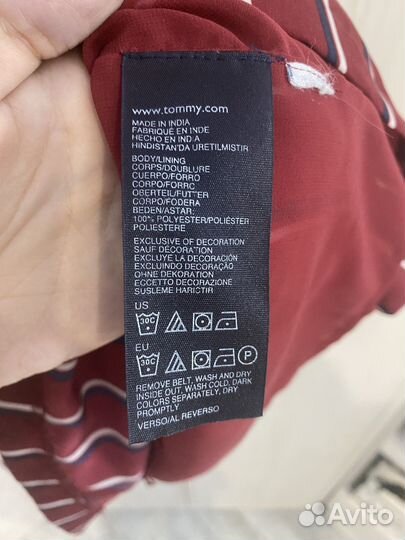 www.tommy.com
MADE IN INDIA
FABRIQUÉ EN INDE
HECHO EN INDIA
HINDISTAN'DA URETILMISTIR
BODY/LINING
CORPS/DOUBLURE
CUERPO/FORRO
CORPO/FORRO
OBERTEIL/FUTTER
CORPO/FODERA
BEDEN/ASTAR:
100% POLYESTER/POLIÉSTER
POLIESTERE
EXCLUSIVE OF DECORATION
SAUF DÉCORATION
EXCLUYE LA DECORACIÓN
EXCLUINDO DECORAÇÃO
OHNE DEKORATION
ECCETTO DECORAZIONE
SUSLEME HARICTIR
US
30C
EU
30C P
REMOVE BELT, WASH AND DRY
INSIDE OUT, WASH COLD, DARK
COLORS SEPARATELY, DRY
PROMPTLY
VERSO/AL REVERSO
Avito